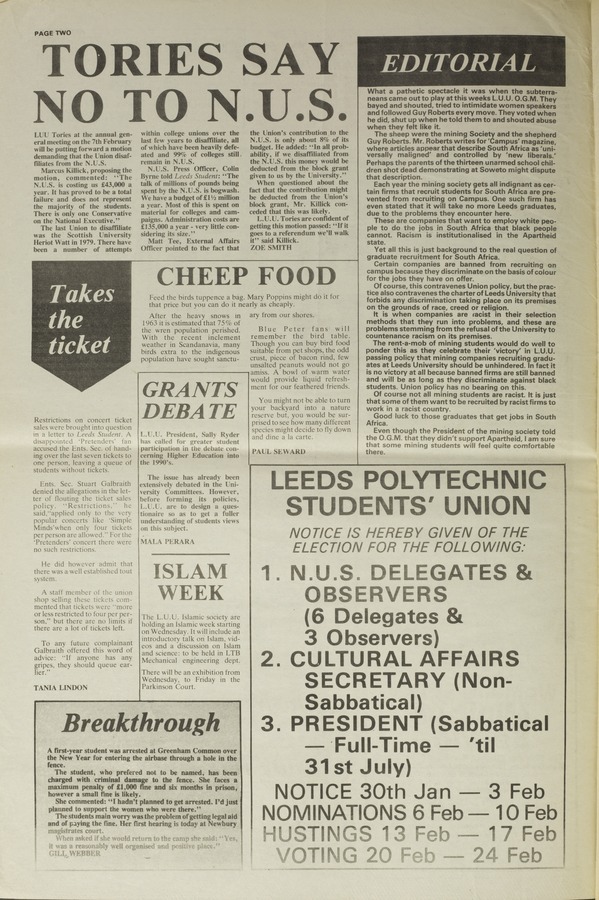 PAGE TWO
TORIES SAY
NO TO N.U.S.
LUU Tories at the annual gen-
eral meeting on the 7th February
will be putting forward a motion
demanding that the Union disaf-
filiates from the N.U.S.
Marcus Killick, proposing the
motion, commented: "The
N.U.S. is costing us £43,000 a
year. It has proved to be a total
failure and does not represent
the majority of the students.
There is only one Conservative
on the National Executive."
The last Union to disaffiliate
was the Scottish University
Heriot Watt in 1979. There have
been a number of attempts
within college unions over the
last few years to disaffiliate, all
of which have been heavily defe-
ated and 99% of colleges still
remain in N.U.S.
N.U.S. Press Officer, Colin
Byrne told Leeds Student: "The
talk of millions of pounds being
spent by the N.U.S. is hogwash.
We have a budget of £1½ million
a year. Most of this is spent on
material for colleges and cam-
paigns. Administration costs are
£135,000 a year - very little con-
sidering its size."
Matt Tee, External Affairs
Officer pointed to the fact that
the Union's contribution to the
N.U.S. is only about 8% of its
budget. He added: "In all prob-
ability, if we disaffiliated from
the N.U.S. this money would be
deducted from the block grant
given to us by the University."
When questioned about the
fact that the contribution might
be deducted from the Union's
block grant, Mr. Killick con-
ceded that this was likely.
L.U.U. Tories are confident of
getting this motion passed: "If it
goes to a referendum we'll walk
it" said Killick.
ZOE SMITH
EDITORIAL
What a pathetic spectacle it was when the subterra-
neans came out to play at this weeks L.U.U. O.G.M. They
bayed and shouted, tried to intimidate women speakers
and followed Guy Roberts every move. They voted when
he did, shut up when he told them to and shouted abuse
when they felt like it.
The sheep were the mining Society and the shepherd
Guy Roberts. Mr. Roberts writes for 'Campus' magazine,
where articles appear that describe South Africa as 'uni-
versally maligned' and controlled by 'new liberals.'
Perhaps the parents of the thirteen unarmed school chil-
dren shot dead demonstrating at Soweto might dispute
that description.
Each year the mining society gets all indignant as cer-
tain firms that recruit students for South Africa are pre-
vented from recruiting on Campus. One such firm has
even stated that it will take no more Leeds graduates,
due to the problems they encounter here.
These are companies that want to employ white peo-
ple to do the jobs in South Africa that black people
cannot. Racism is institutionalised in the Apartheid
state.
Yet all this is just background to the real question of
graduate recruitment for South Africa.
Certain companies are banned from recruiting on
campus because they discriminate on the basis of colour
for the jobs they have on offer.
Of course, this contravenes Union policy, but the prac-
tice also contravenes the charter of Leeds University that
forbids any discrimination taking place on its premises
on the grounds of race, creed or religion.
It is when companies are racist in their selection
methods that they run into problems, and these are
problems stemming from the refusal of the University to
countenance racism on its premises.
The rent-a-mob of mining students would do well to
ponder this as they celebrate their 'victory' in L.U.U.
passing policy that mining companies recruiting gradu-
ates at Leeds University should be unhindered. In fact it
is no victory at all because banned firms are still banned
and will be as long as they discriminate against black
students. Union policy has no bearing on this.
Of course not all mining students are racist. It is just
that some of them want to be recruited by racist firms to
work in a racist country.
Good luck to those graduates that get jobs in South
Africa.
Even though the President of the mining society told
the O.G.M. that they didn't support Apartheid, I am sure
that some mining students will feel quite comfortable
there.
Takes
the
ticket
Restrictions on concert ticket
sales were brought into question
in a letter to Leeds Student. A
disappointed 'Pretenders' fan
accused the Ents. Sec. of hand-
ing over the last seven tickets to
one person, leaving a queue of
students without tickets.
Ents. Sec. Stuart Galbraith
denied the allegations in the let-
ter of flouting the ticket sales
policy. "Restrictions," he
said, "applied only to the very
popular concerts like 'Simple
Minds' when only four tickets
per person are allowed." For the
'Pretenders' concert there were
no such restrictions.
He did however admit that
there was a well established tout
system.
A staff member of the union
shop selling these tickets com-
mented that tickets were "more
or less restricted to four per per-
son," but there are no limits if
there are a lot of tickets left.
To any future complainant
Galbraith offered this word of
advice: "If anyone has any
gripes, they should queue ear-
lier."
TANIA LINDON
CHEEP FOOD
Feed the birds tuppence a bag. Mary Poppins might do it for
that price but you can do it nearly as cheaply.
After the heavy snows in
1963 it is estimated that 75% of
the wren population perished.
With the recent inclement
weather in Scandanavia, many
birds extra to the indigenous
population have sought sanctu-
ary from our shores.
Blue Peter fans will
remember the bird table.
Though you can buy bird food
suitable from pet shops, the odd
crust, piece of bacon rind, few
unsalted peanuts would not go
amiss. A bowl of warm water
would provide liquid refresh-
ment for our feathered friends.
You might not be able to turn
your backyard into a nature
reserve but, you would be sur-
prised to see how many different
species might decide to fly down
and dine a la carte.
PAUL SEWARD
GRANTS
DEBATE
L.U.U. President, Sally Ryder
has called for greater student
participation in the debate con-
cerning Higher Education into
the 1990's.
The issue has already been
extensively debated in the Uni-
versity Committees. However,
before forming its policies,
L.U.U. are to design a ques-
tionaire so as to get a fuller
understanding of students views
on this subject.
MALA PERARA
ISLAM
WEEK
The L.U.U. Islamic society are
holding an Islamic week starting
on Wednesday. It will include an
introductory talk on Islam, vid-
eos and a discussion on Islam
and science: to be held in LTB
Mechanical engineering dept.
There will be an exhibition from
Wednesday, to Friday in the
Parkinson Court.
Breakthrough
A first-year student was arrested at Greenham Common over
the New Year for entering the airbase through a hole in the
fence.
The student, who preferred not to be named, has been
charged with criminal damage to the fence. She faces a
maximum penalty of £1,000 fine and six months in prison,
however a small fine is likely.
She commented: "I hadn't planned to get arrested. I'd just
planned to support the women who were there."
The students main worry was the problem of getting legal aid
and of paying the fine. Her first hearing is today at Newbury
magistrates court.
When asked if she would return to the camp she said: "Yes,
it was a reasonably well organised and positive place."
GILL WEBBER
LEEDS POLYTECHNIC
STUDENTS' UNION
NOTICE IS HEREBY GIVEN OF THE
ELECTION FOR THE FOLLOWING:
1. N.U.S. DELEGATES &
OBSERVERS
(6 Delegates &
3 Observers)
2. CULTURAL AFFAIRS
SECRETARY (Non-
Sabbatical)
3. PRESIDENT (Sabbatical
— Full-Time — 'til
31st July)
NOTICE 30th Jan — 3 Feb
NOMINATIONS 6 Feb — 10 Feb
HUSTINGS 13 Feb — 17 Feb
VOTING 20 Feb — 24 Feb